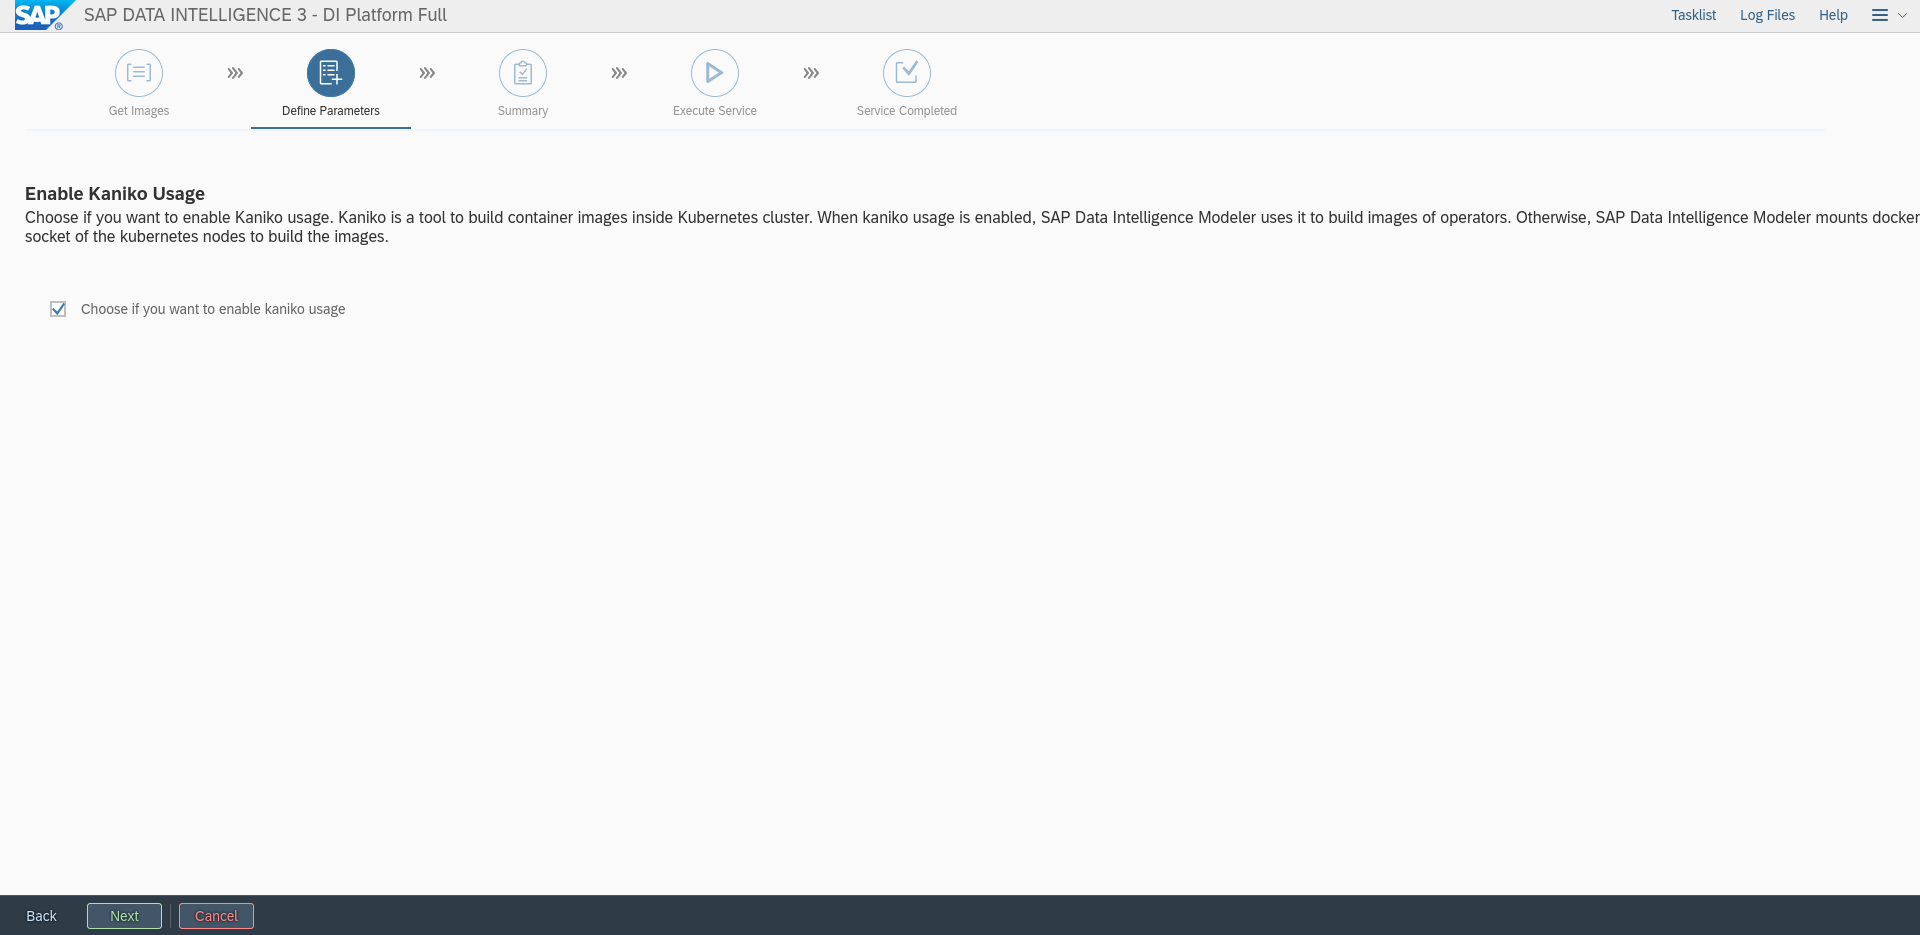 SAP ® SAP DATA INTELLIGENCE 3 - DI Platform Full
Tasklist Log Files Help
Get Images
Define Parameters
Summary
Execute Service
Service Completed
Enable Kaniko Usage
Choose if you want to enable Kaniko usage. Kaniko is a tool to build container images inside Kubernetes cluster. When kaniko usage is enabled, SAP Data Intelligence Modeler uses it to build images of operators. Otherwise, SAP Data Intelligence Modeler mounts docker
socket of the kubernetes nodes to build the images.
Choose if you want to enable kaniko usage
Back Next Cancel